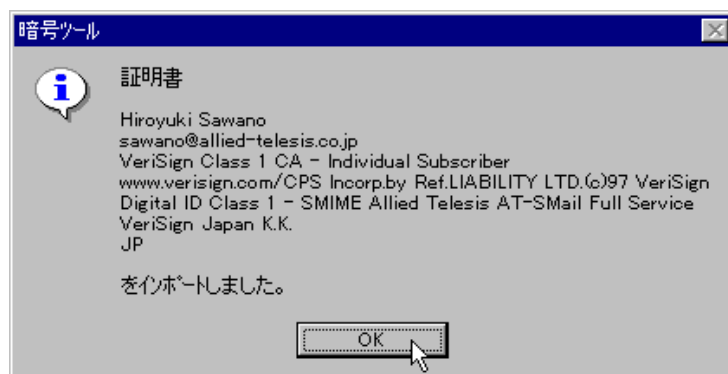 暗号ツール
証明書
Hiroyuki Sawano
sawano@allied-telesis.co.jp
VeriSign Class 1 CA - Individual Subscriber
www.verisign.com/CPS Incorp.by Ref.LIABILITY LTD.(c)97 VeriSign
Digital ID Class 1 - SMIME Allied Telesis AT-SMail Full Service
VeriSign Japan K.K.
JP
をインポートしました。
OK